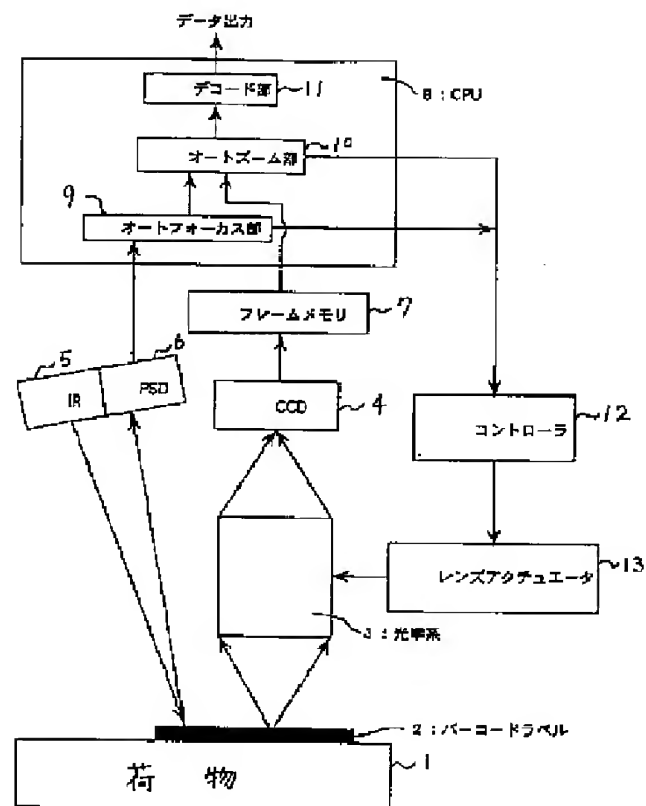 データ出力
デコード部
11
8:CPU
オートズーム部
10
9
オートフォーカス部
フレームメモリ
7
5
6
IR
PSD
CCD
4
コントローラ
12
レンズアクチュエータ
13
3:光学系
2:バーコードラベル
荷物
1